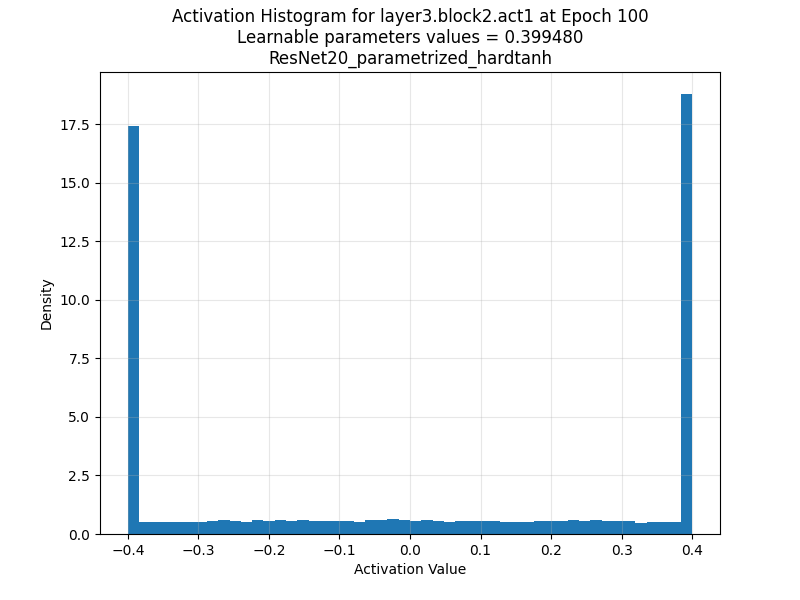 Activation Histogram for layer3.block2.act1 at Epoch 100
Learnable parameters values = 0.399480
ResNet20_parametrized_hardtanh
17.5
15.0
12.5
10.0
7.5
5.0
2.5
0.0
Density
−0.4 −0.3 −0.2 −0.1 0.0 0.1 0.2 0.3 0.4
Activation Value